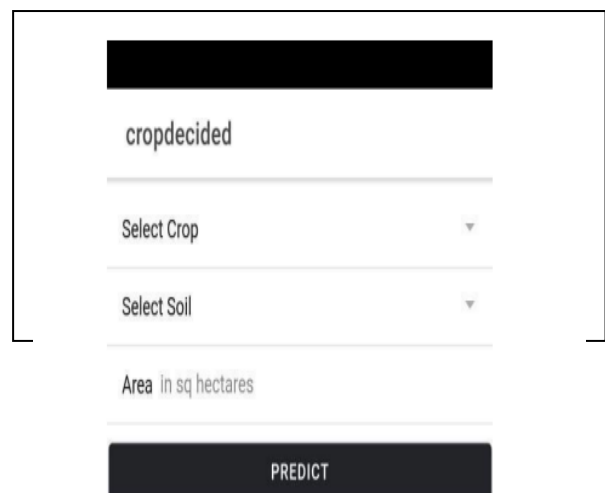 cropdecided
Select Crop
Select Soil
Area in sq hectares
PREDICT